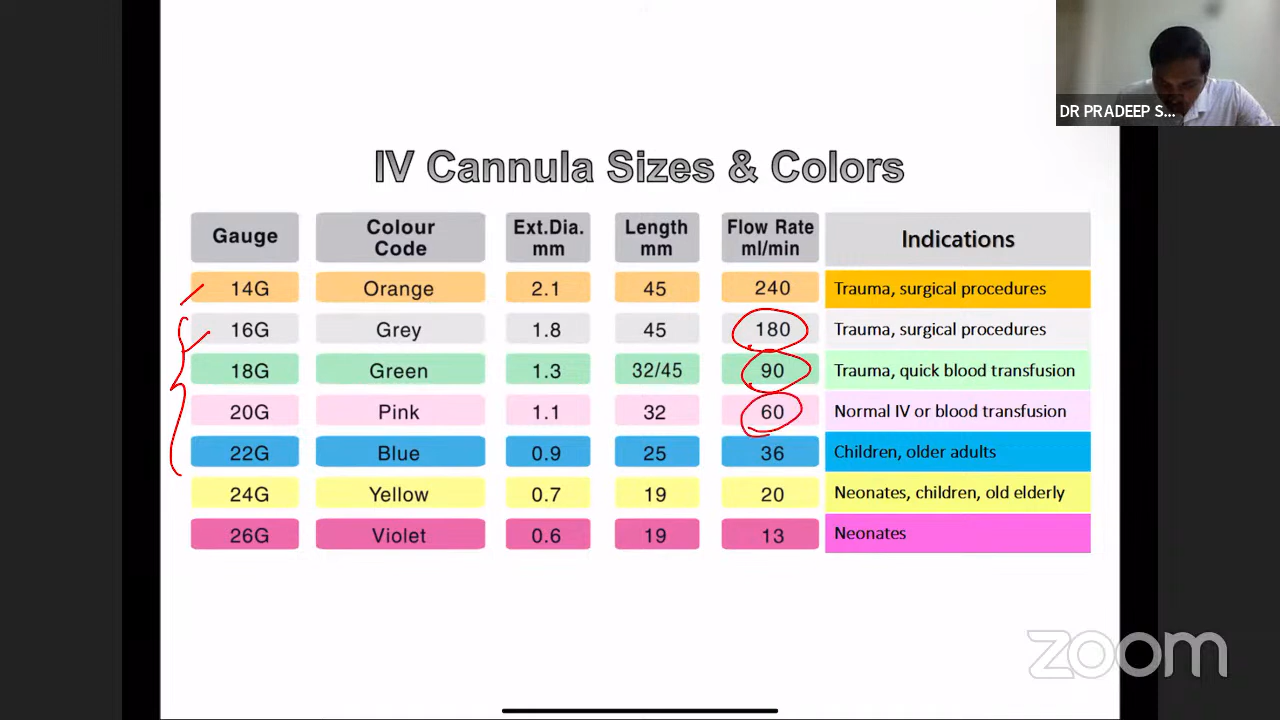 DR PRADEEP S...
IV Cannula Sizes & Colors
Gauge Colour Code Ext.Dia. mm Length mm Flow Rate ml/min Indications
14G Orange 2.1 45 240 Trauma, surgical procedures
16G Grey 1.8 45 180 Trauma, surgical procedures
18G Green 1.3 32/45 90 Trauma, quick blood transfusion
20G Pink 1.1 32 60 Normal IV or blood transfusion
22G Blue 0.9 25 36 Children, older adults
24G Yellow 0.7 19 20 Neonates, children, old elderly
26G Violet 0.6 19 13 Neonates
zoom